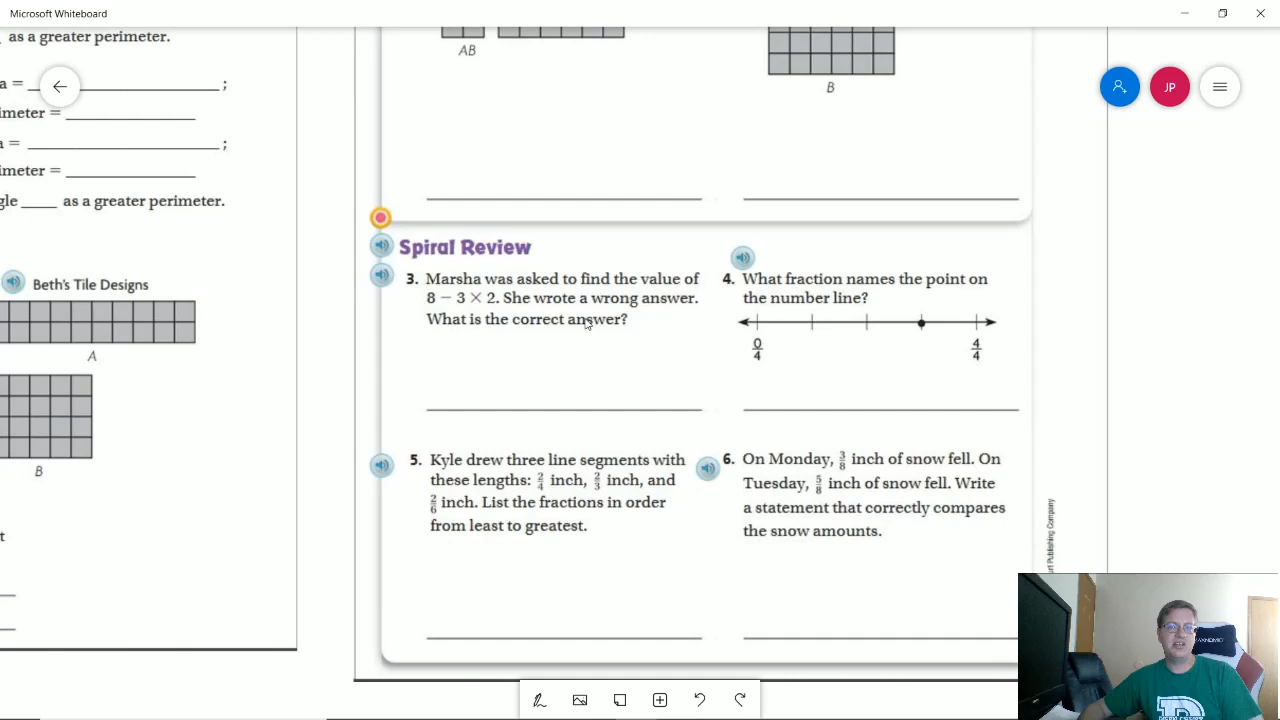 Microsoft Whiteboard
as a greater perimeter.
a = ;
imeter =
a = ;
imeter =
gle ____ as a greater perimeter.
Beth's Tile Designs
A
B
t
AB
B
JP
Spiral Review
3. Marsha was asked to find the value of
8 − 3 × 2. She wrote a wrong answer.
What is the correct answer?
4. What fraction names the point on
the number line?
0/4 4/4
5. Kyle drew three line segments with
these lengths: 2/4 inch, 2/3 inch, and
2/6 inch. List the fractions in order
from least to greatest.
6. On Monday, 3/8 inch of snow fell. On
Tuesday, 5/8 inch of snow fell. Write
a statement that correctly compares
the snow amounts.
urt Publishing Company